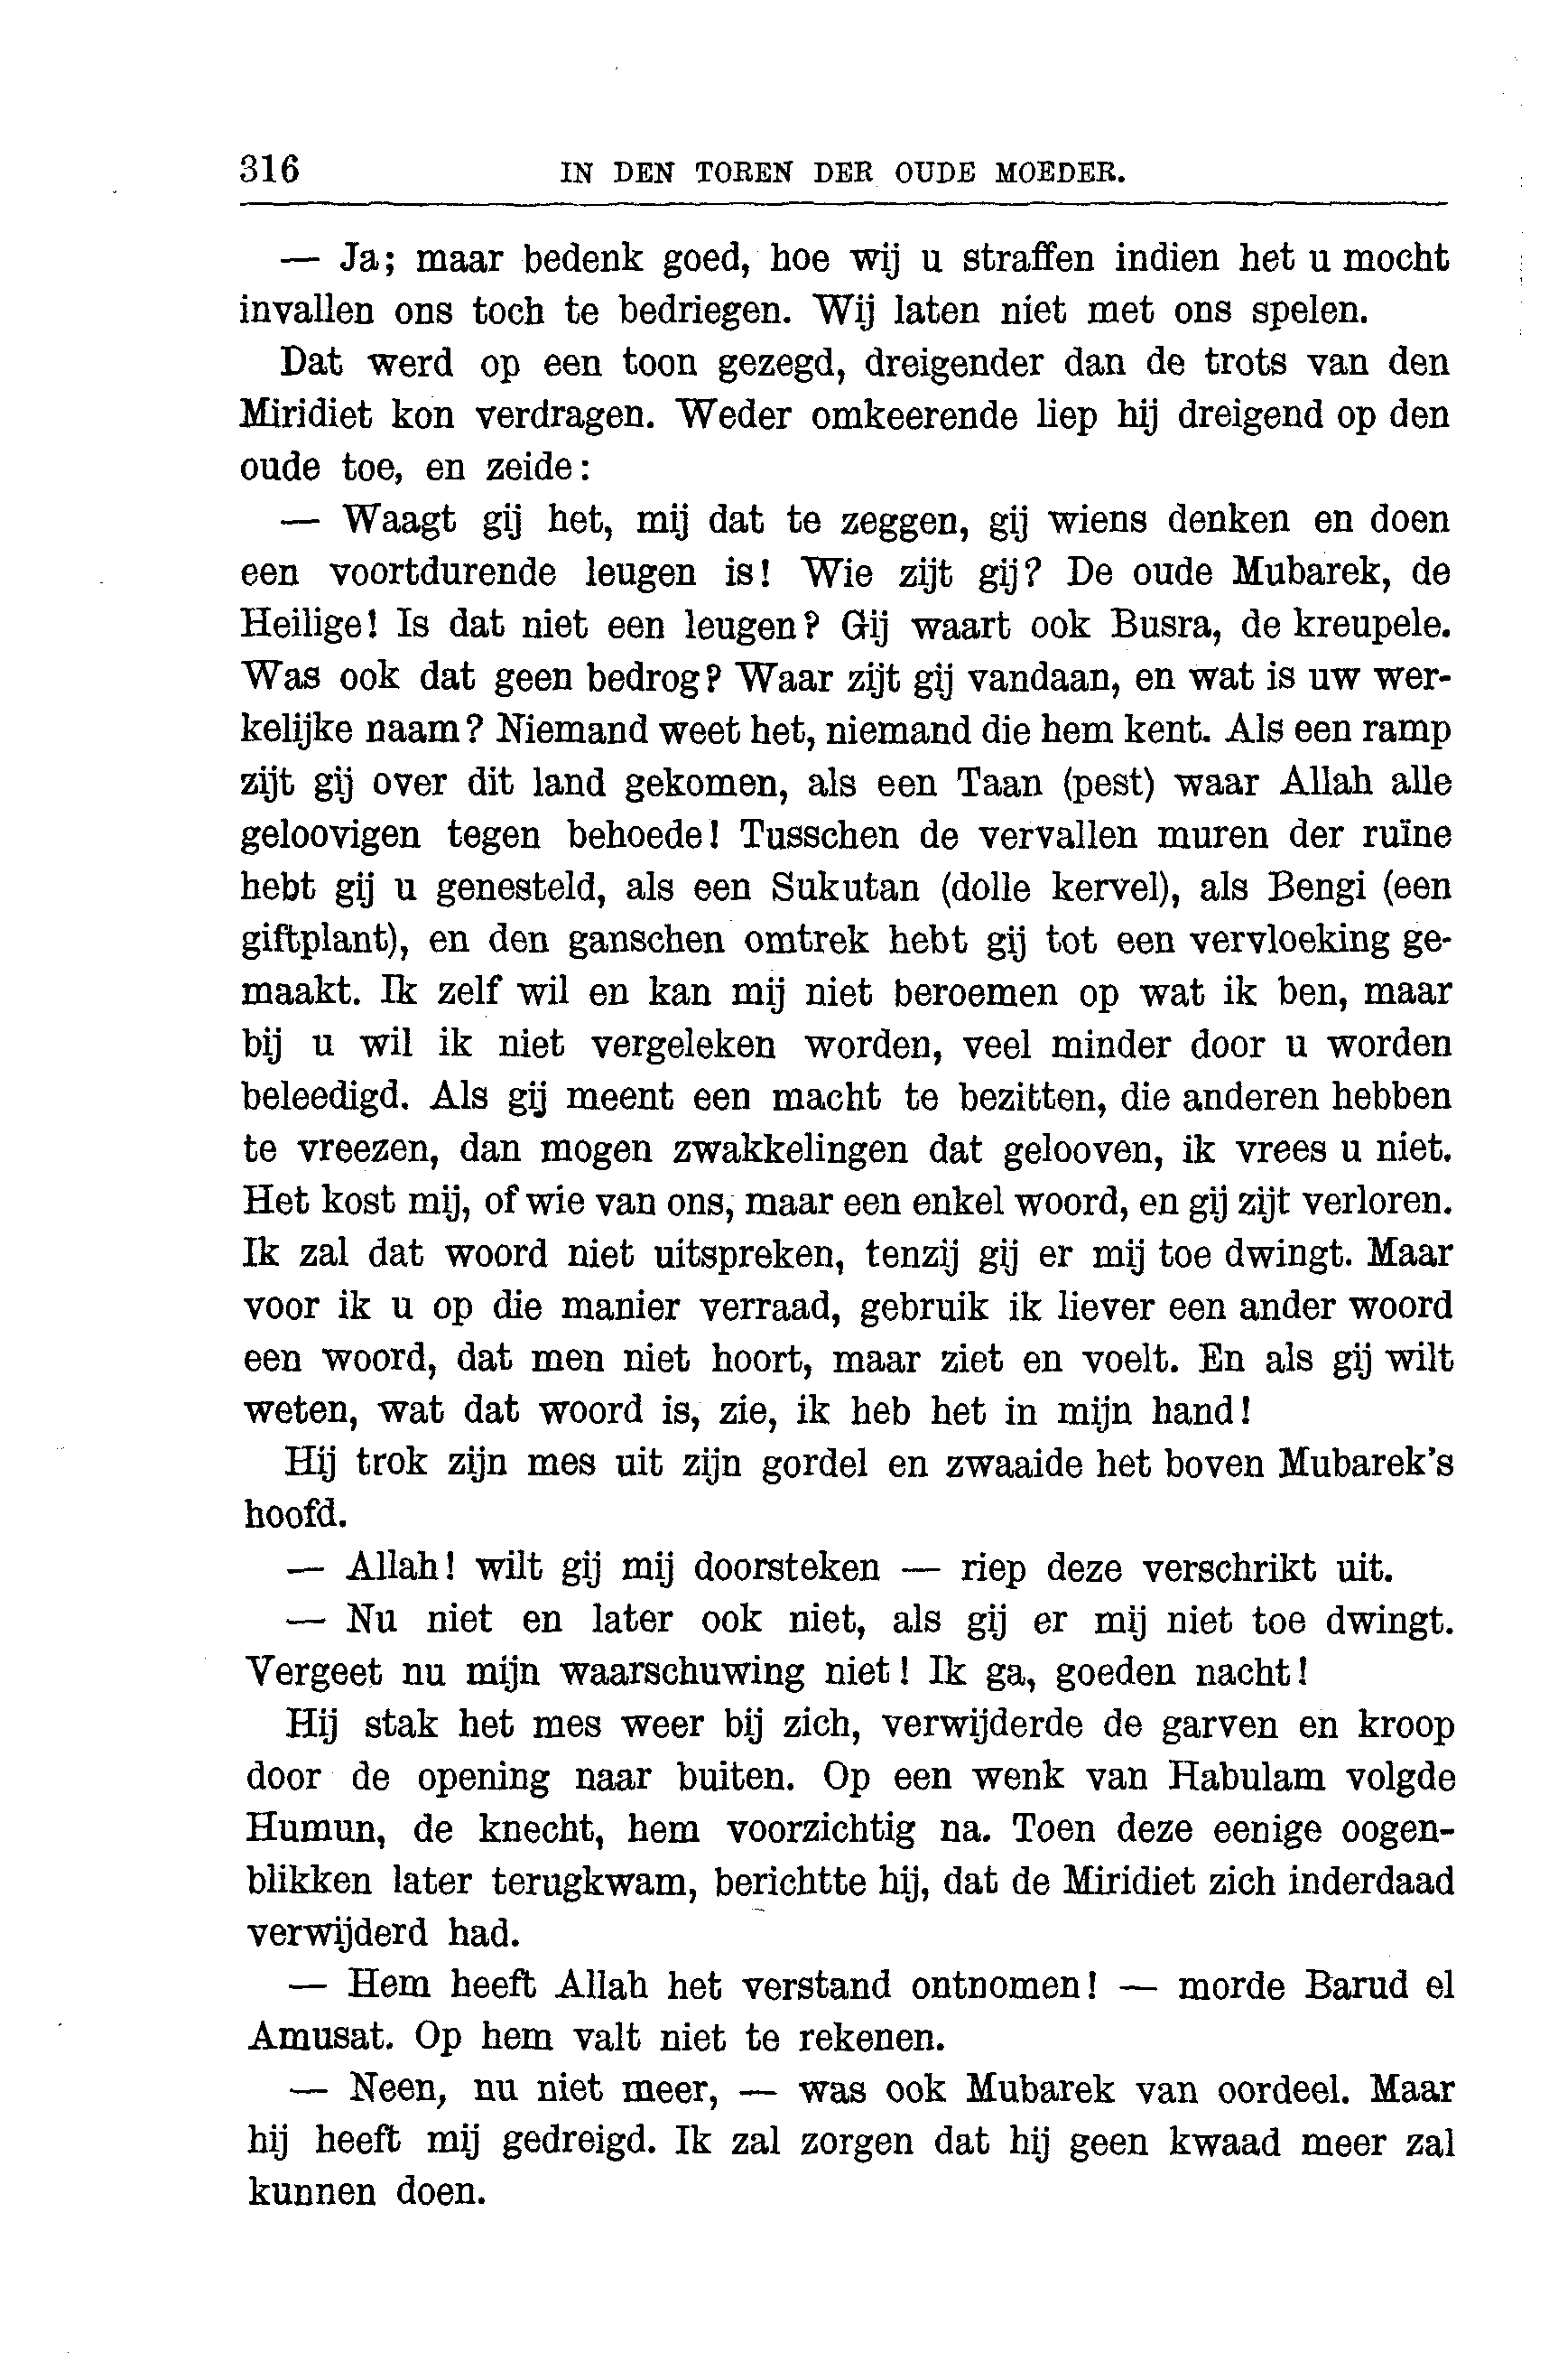 316 IN DEN TOREN DER OUDE MOEDER.
— Ja; maar bedenk goed, hoe wij u straffen indien het u mocht
invallen ons toch te bedriegen. Wij laten niet met ons spelen.
Dat werd op een toon gezegd, dreigender dan de trots van den
Miridiet kon verdragen. Weder omkeerende liep hij dreigend op den
oude toe, en zeide:
— Waagt gij het, mij dat te zeggen, gij wiens denken en doen
een voortdurende leugen is! Wie zijt gij? De oude Mubarek, de
Heilige! Is dat niet een leugen? Gij waart ook Busra, de kreupele.
Was ook dat geen bedrog? Waar zijt gij vandaan, en wat is uw wer-
kelijke naam? Niemand weet het, niemand die hem kent. Als een ramp
zijt gij over dit land gekomen, als een Taan (pest) waar Allah alle
geloovigen tegen behoede! Tusschen de vervallen muren der ruïne
hebt gij u genesteld, als een Sukutan (dolle kervel), als Bengi (een
giftplant), en den ganschen omtrek hebt gij tot een vervloeking ge-
maakt. Ik zelf wil en kan mij niet beroemen op wat ik ben, maar
bij u wil ik niet vergeleken worden, veel minder door u worden
beleedigd. Als gij meent een macht te bezitten, die anderen hebben
te vreezen, dan mogen zwakkelingen dat gelooven, ik vrees u niet.
Het kost mij, of wie van ons, maar een enkel woord, en gij zijt verloren.
Ik zal dat woord niet uitspreken, tenzij gij er mij toe dwingt. Maar
voor ik u op die manier verraad, gebruik ik liever een ander woord
een woord, dat men niet hoort, maar ziet en voelt. En als gij wilt
weten, wat dat woord is, zie, ik heb het in mijn hand!
Hij trok zijn mes uit zijn gordel en zwaaide het boven Mubarek's
hoofd.
— Allah! wilt gij mij doorsteken — riep deze verschrikt uit.
— Nu niet en later ook niet, als gij er mij niet toe dwingt.
Vergeet nu mijn waarschuwing niet! Ik ga, goeden nacht!
Hij stak het mes weer bij zich, verwijderde de garven en kroop
door de opening naar buiten. Op een wenk van Habulam volgde
Humun, de knecht, hem voorzichtig na. Toen deze eenige oogen-
blikken later terugkwam, berichtte hij, dat de Miridiet zich inderdaad
verwijderd had.
— Hem heeft Allah het verstand ontnomen! — morde Barud el
Amusat. Op hem valt niet te rekenen.
— Neen, nu niet meer, — was ook Mubarek van oordeel. Maar
hij heeft mij gedreigd. Ik zal zorgen dat hij geen kwaad meer zal
kunnen doen.